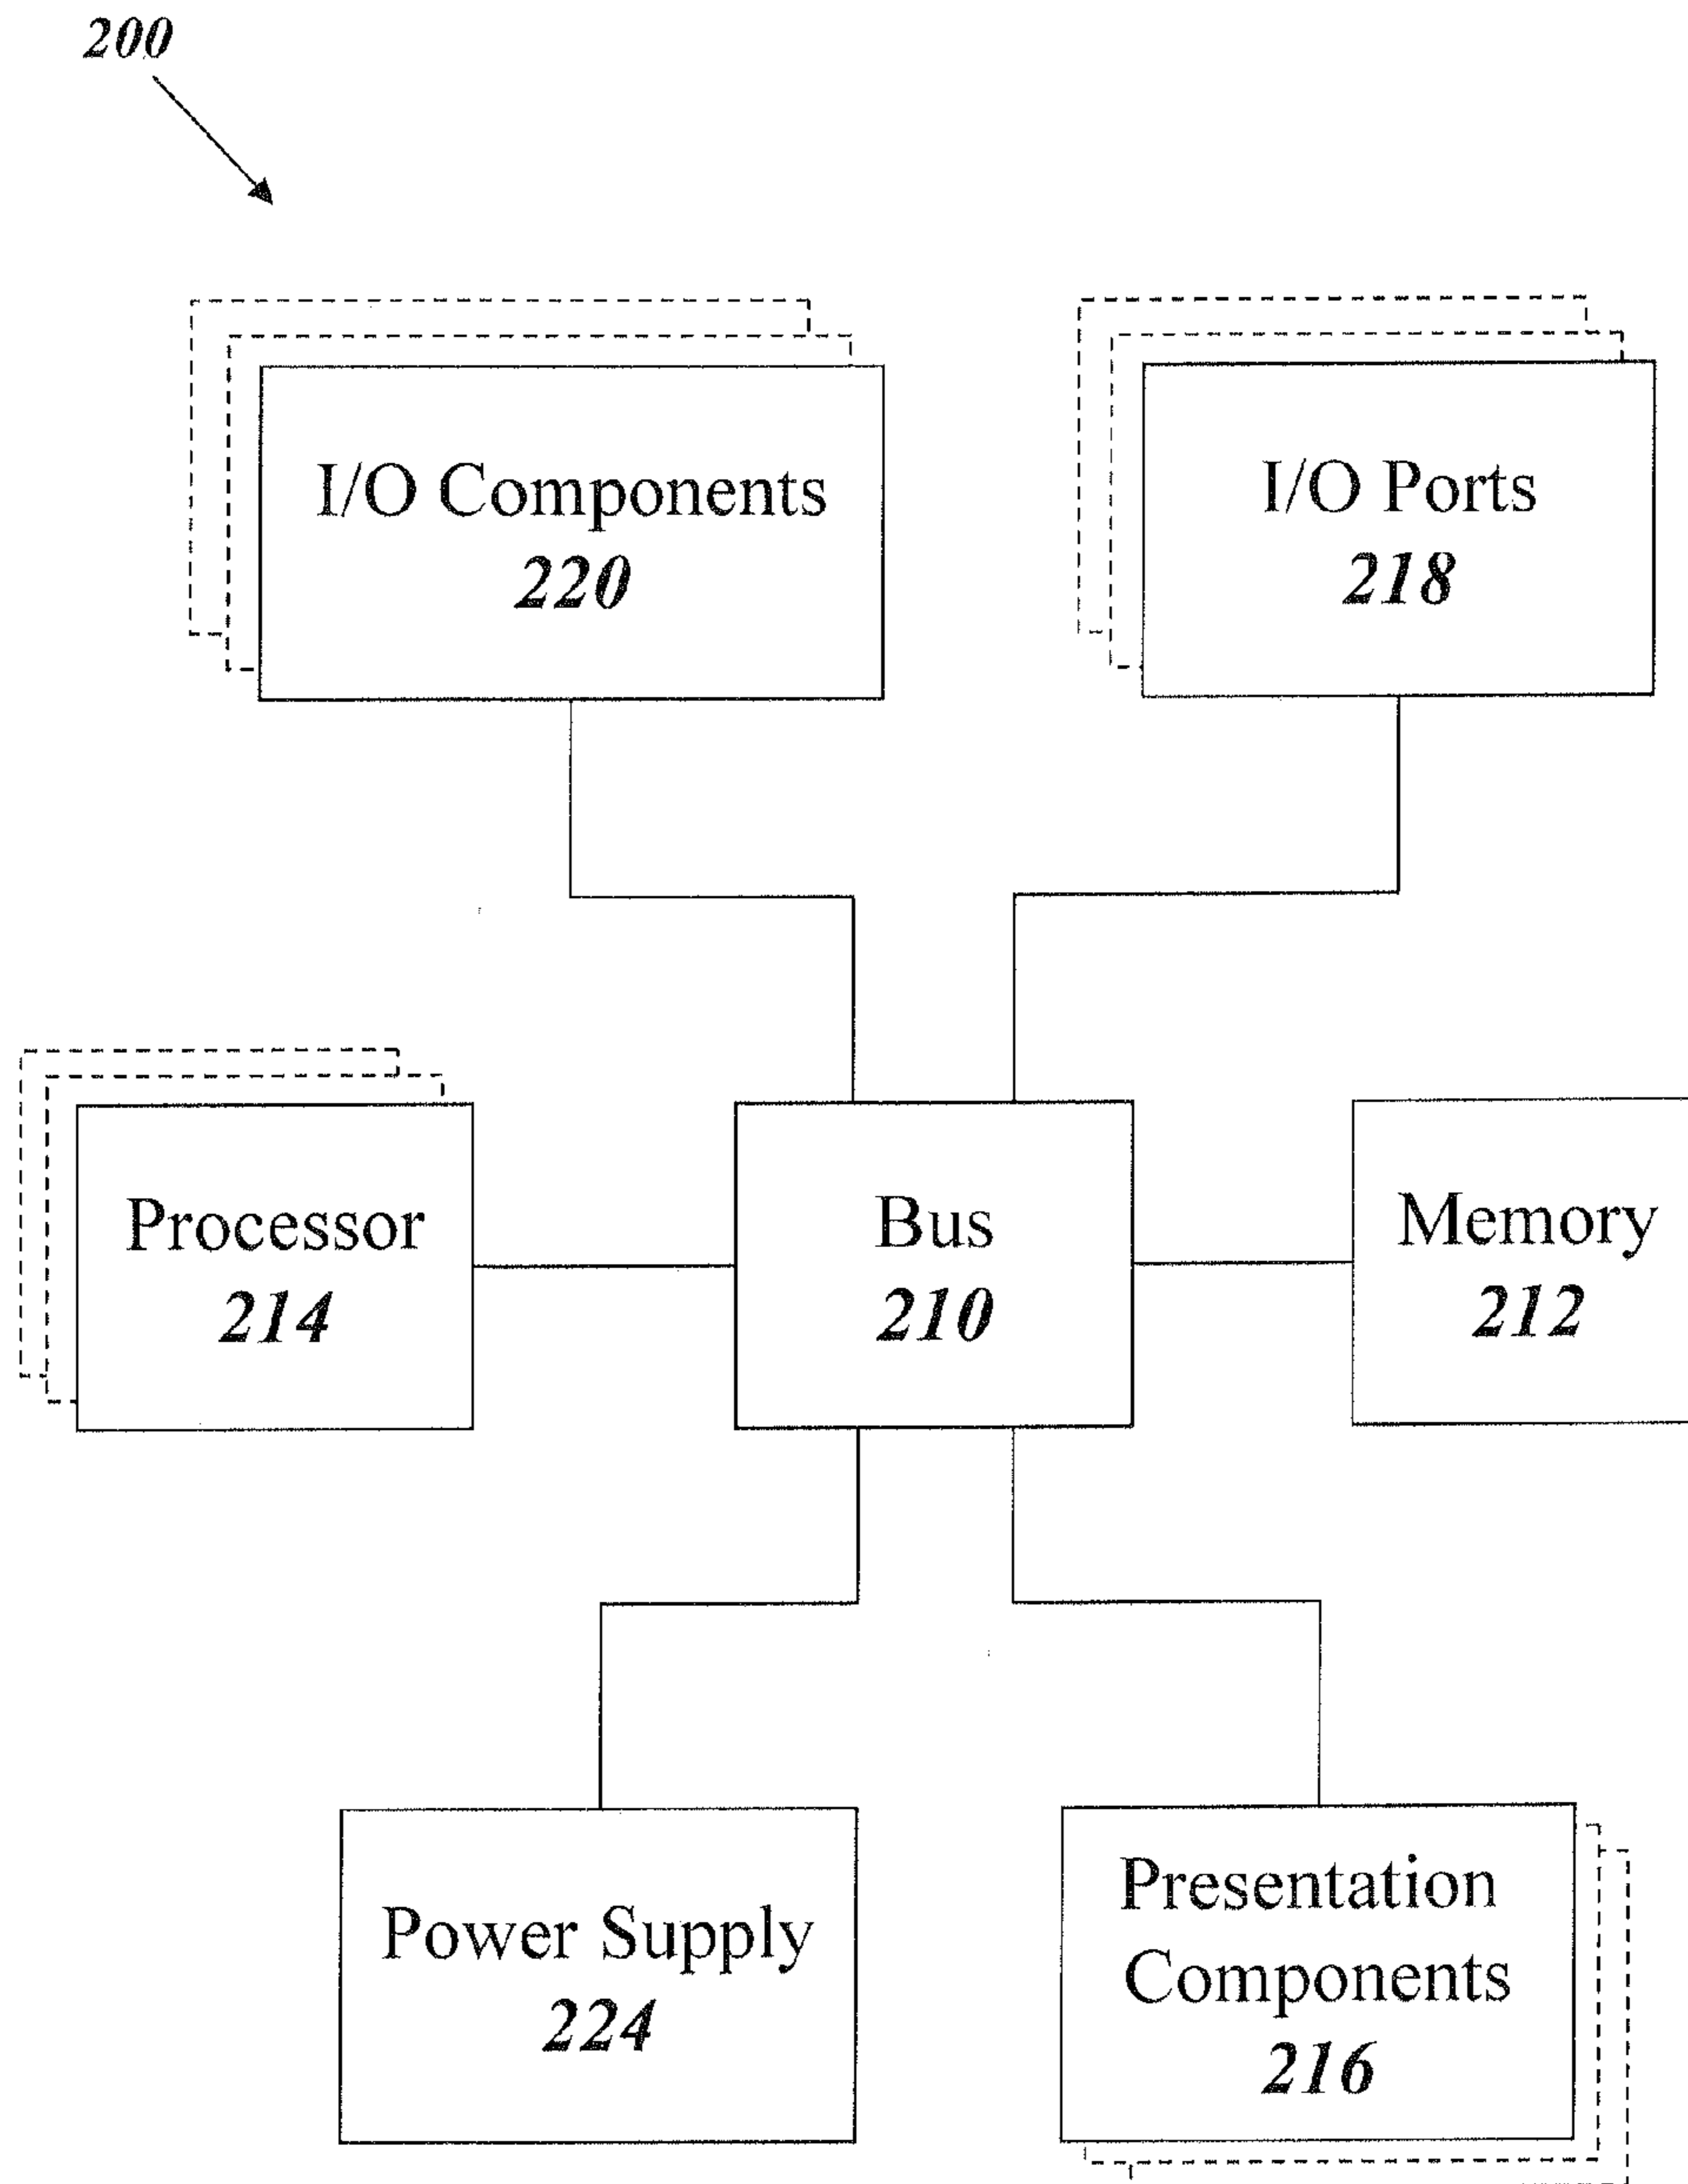 200
I/O Components
220
I/O Ports
218
Processor
214
Bus
210
Memory
212
Power Supply
224
Presentation
Components
216